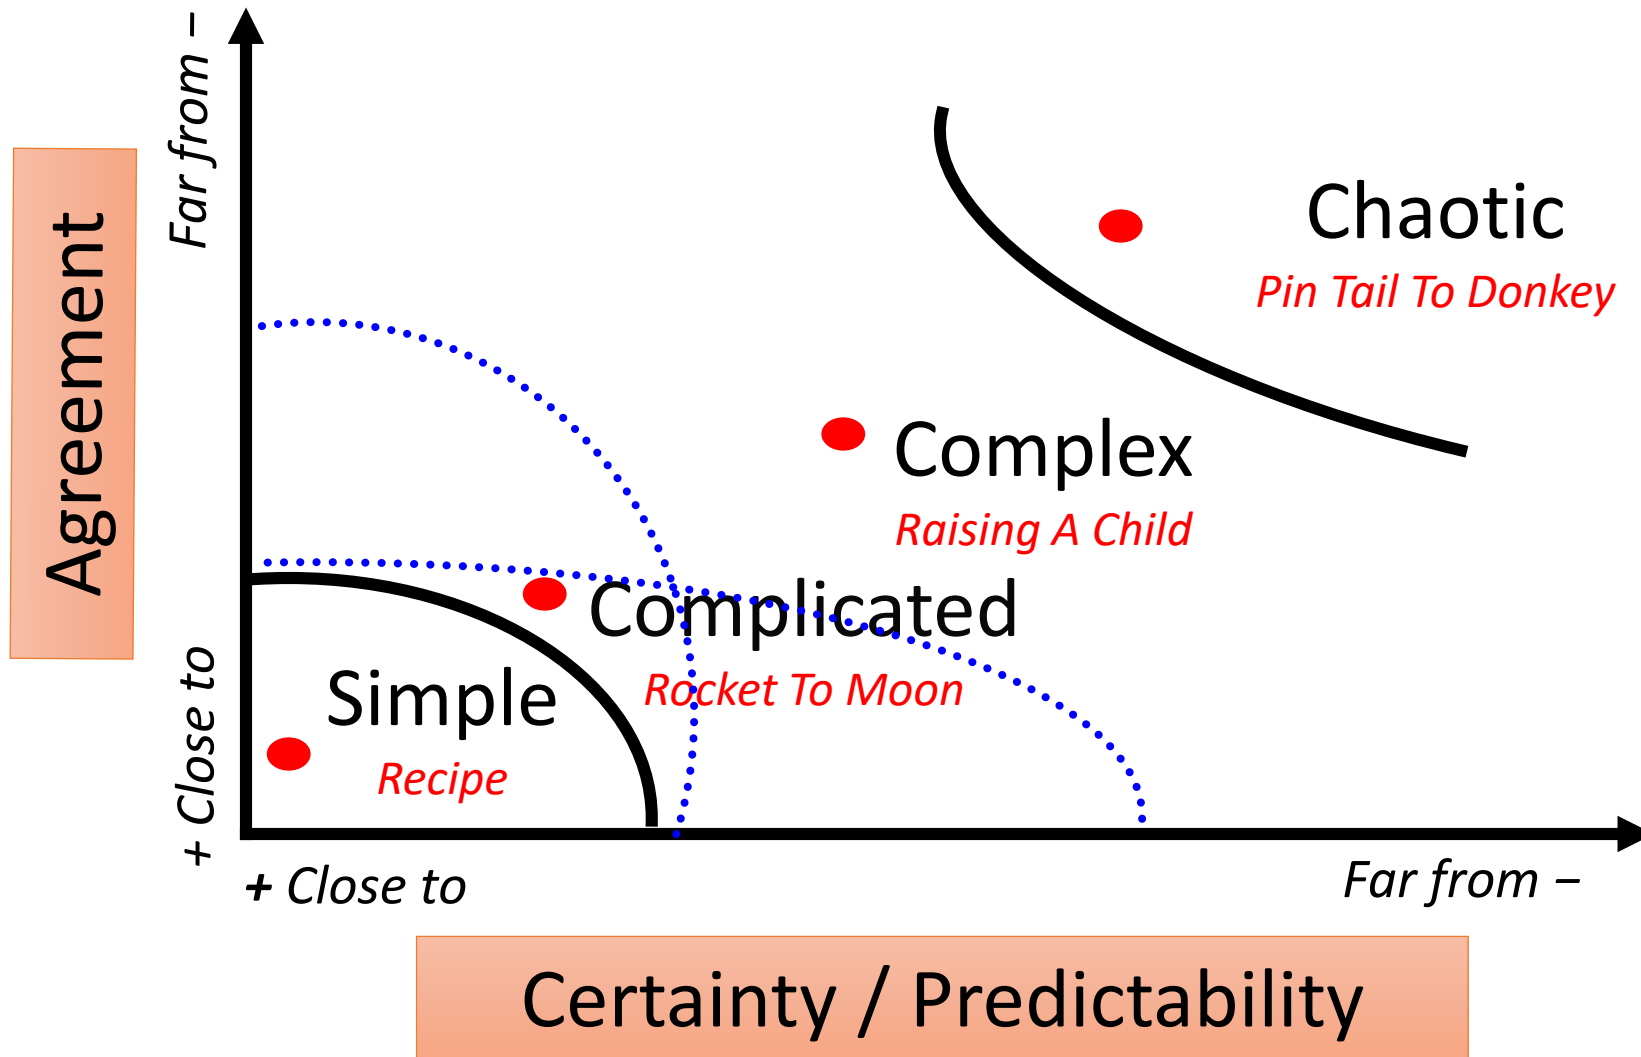 Far from −
Agreement
+ Close to
Chaotic
Pin Tail To Donkey
Complex
Raising A Child
Complicated
Rocket To Moon
Simple
Recipe
+ Close to
Far from −
Certainty / Predictability